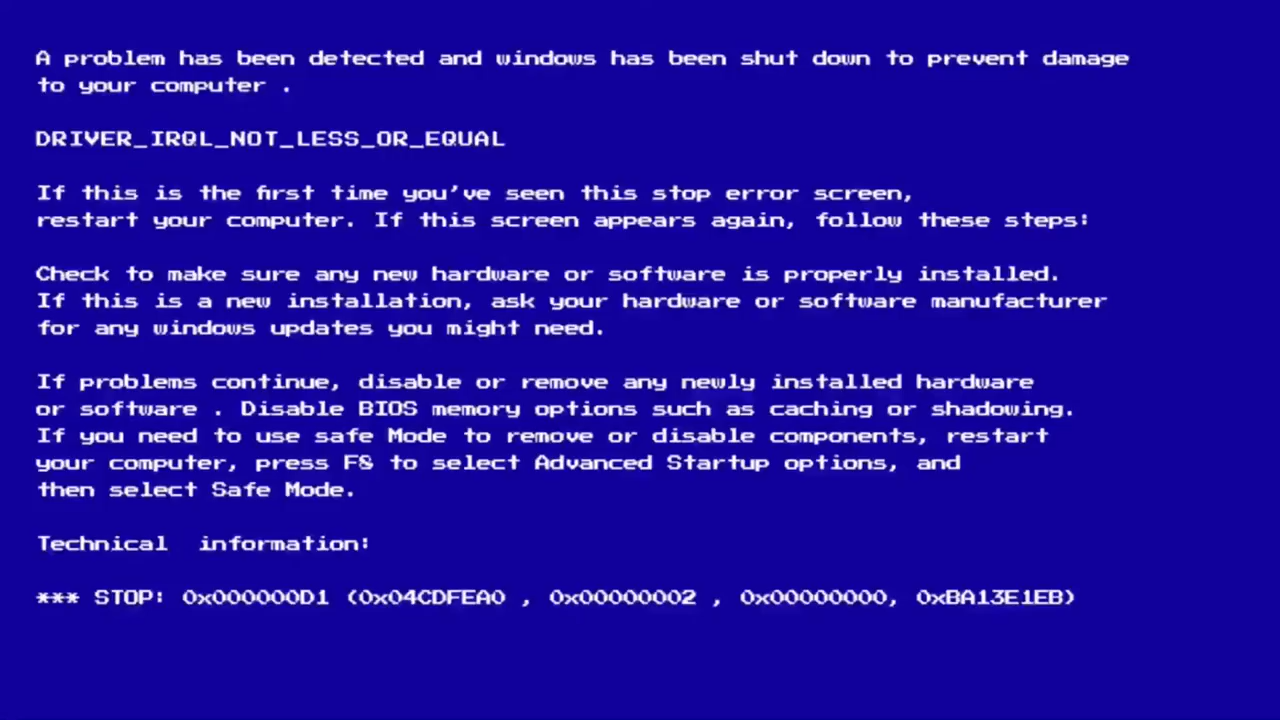 A problem has been detected and windows has been shut down to prevent damage
to your computer .
DRIVER_IRQL_NOT_LESS_OR_EQUAL
If this is the first time you've seen this stop error screen,
restart your computer. If this screen appears again, follow these steps:
Check to make sure any new hardware or software is properly installed.
If this is a new installation, ask your hardware or software manufacturer
for any windows updates you might need.
If problems continue, disable or remove any newly installed hardware
or software . Disable BIOS memory options such as caching or shadowing.
If you need to use safe Mode to remove or disable components, restart
your computer, press F& to select Advanced Startup options, and
then select Safe Mode.
Technical  information:
*** STOP: 0x000000D1 (0x04CDFEA0 , 0x00000002 , 0x00000000, 0xBA13E1EB)